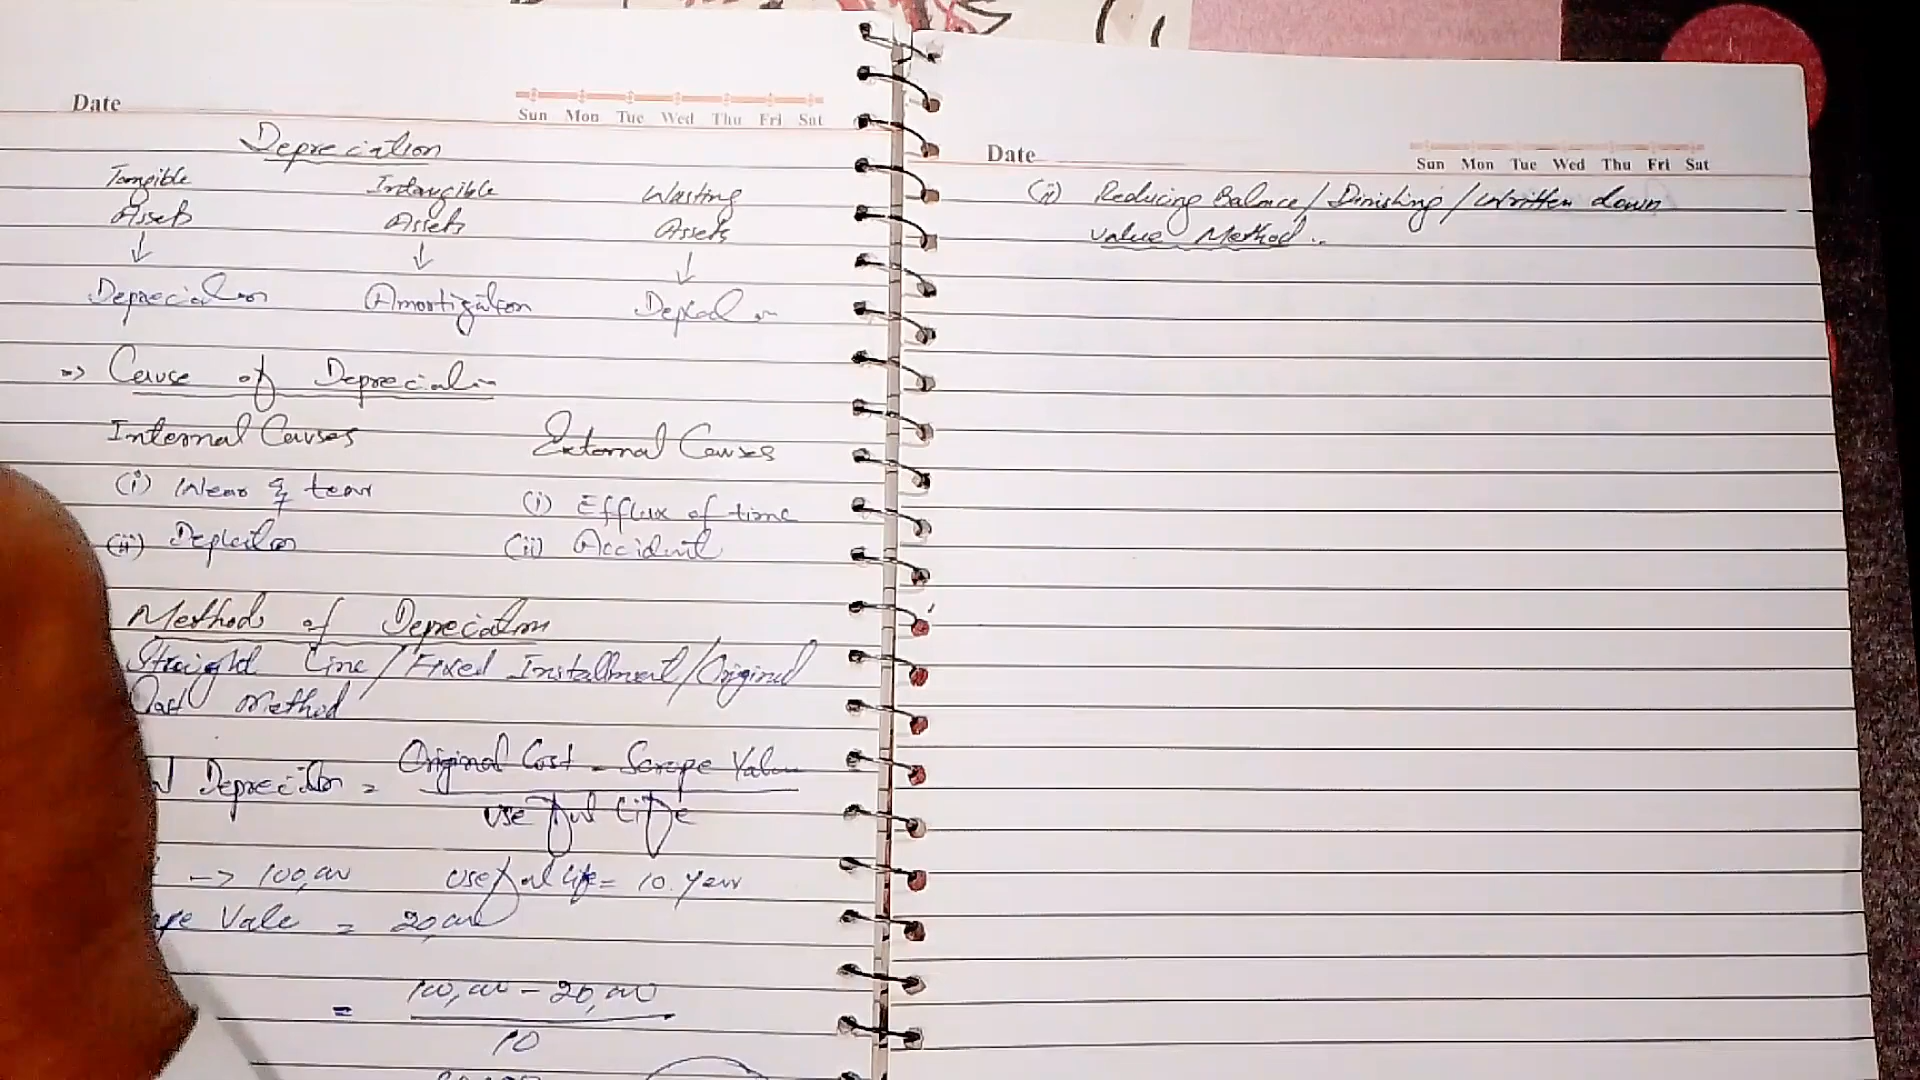 Date
Sun Mon Tue Wed Thu Fri Sat
Depreciation
Tangible Intangible Wasting
Assets Assets Assets
↓ ↓ ↓
Depreciation Amortization
=> Cause of Depreciation
Internal Causes External Causes
(i) Wear & tear (i) Efflux of time
(ii) Depletion (ii) Accident
Methods of Depreciation
Straight Line/Fixed Installment/Original
Cost Method
Depreciation = Original Cost - Scrape Value
useful life
-> 100,000 useful life = 10 year
Vale = 20,000
= 100,000 - 20,000
10
Date
Sun Mon Tue Wed Thu Fri Sat
(ii) Reducing Balance/Dinishing/written down
value Method..